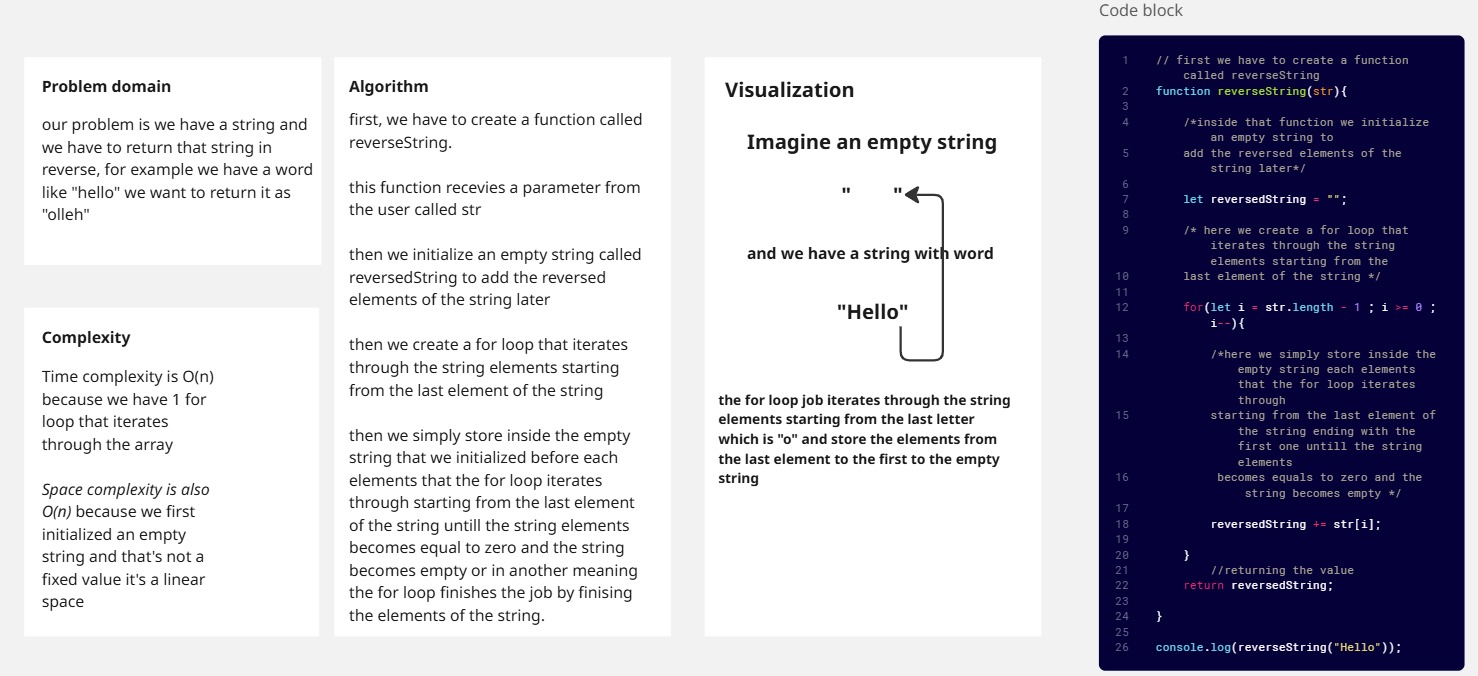 Code block
Problem domain
our problem is we have a string and
we have to return that string in
reverse, for example we have a word
like "hello" we want to return it as
"olleh"
Complexity
Time complexity is O(n)
because we have 1 for
loop that iterates
through the array
Space complexity is also
O(n) because we first
initialized an empty
string and that's not a
fixed value it's a linear
space
Algorithm
first, we have to create a function called
reverseString.
this function recevies a parameter from
the user called str
then we initialize an empty string called
reversedString to add the reversed
elements of the string later
then we create a for loop that iterates
through the string elements starting
from the last element of the string
then we simply store inside the empty
string that we initialized before each
elements that the for loop iterates
through starting from the last element
of the string untill the string elements
becomes equal to zero and the string
becomes empty or in another meaning
the for loop finishes the job by finising
the elements of the string.
Visualization
Imagine an empty string
" "
and we have a string with word
"Hello"
the for loop job iterates through the string
elements starting from the last letter
which is "o" and store the elements from
the last element to the first to the empty
string
1 // first we have to create a function
called reverseString
2 function reverseString(str){
3
4 /*inside that function we initialize
an empty string to
5 add the reversed elements of the
string later*/
6
7 let reversedString = "";
8
9 /* here we create a for loop that
iterates through the string
elements starting from the
10 last element of the string */
11
12 for(let i = str.length - 1 ; i >= 0 ;
i--){
13
14 /*here we simply store inside the
empty string each elements
that the for loop iterates
through
15 starting from the last element of
the string ending with the
first one untill the string
elements
16 becomes equals to zero and the
string becomes empty */
17
18 reversedString += str[i];
19
20 }
21 //returning the value
22 return reversedString;
23
24 }
25
26 console.log(reverseString("Hello"));